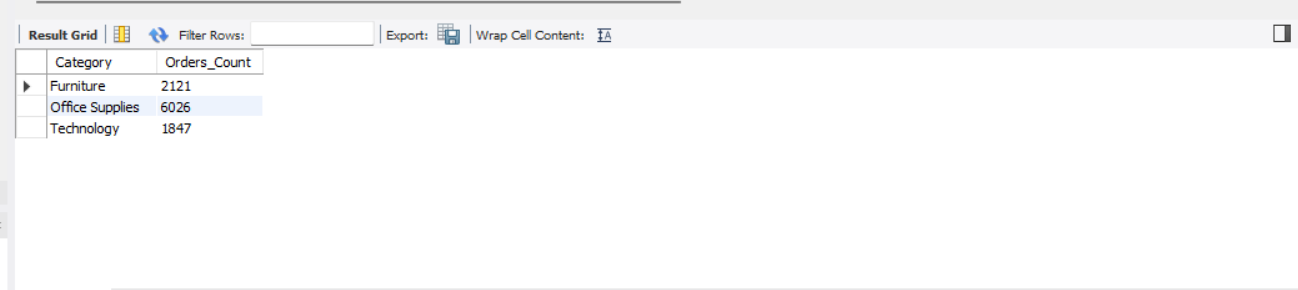 Result Grid Filter Rows: Export: Wrap Cell Content:
Category Orders_Count
Furniture 2121
Office Supplies 6026
Technology 1847